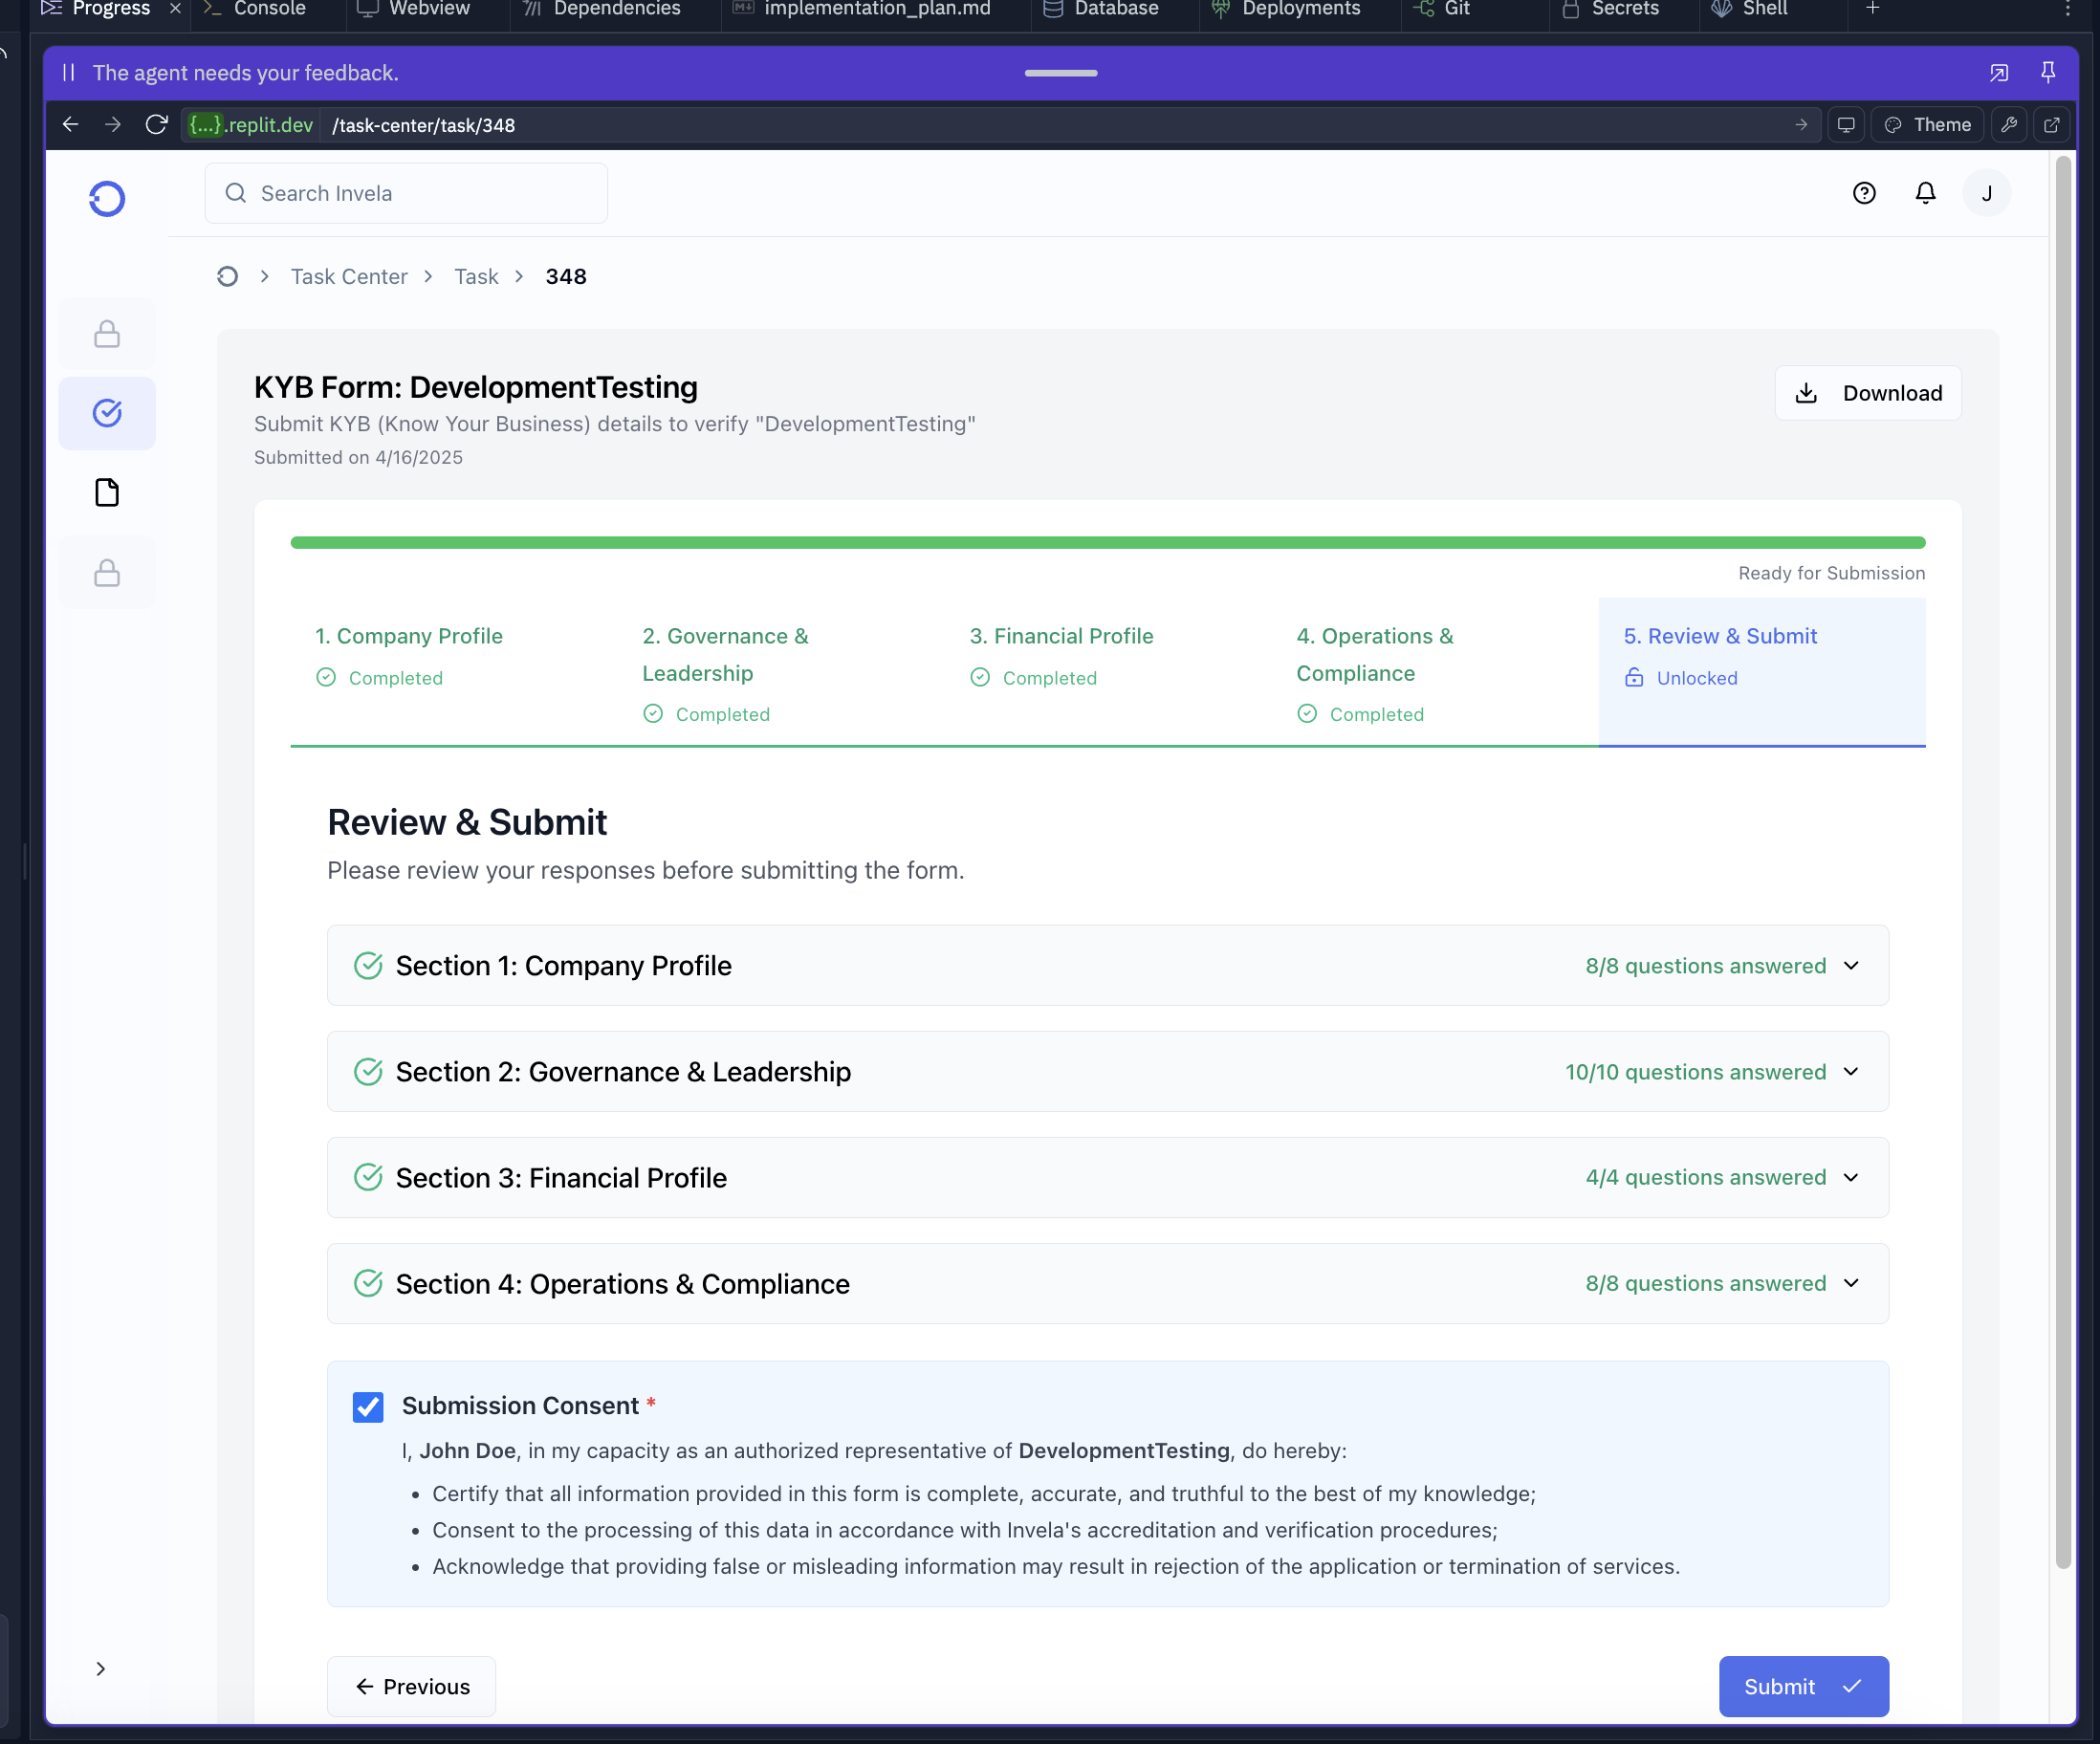 Progress
Console
Webview
Dependencies
implementation_plan.md
Database
Deployments
Git
Secrets
Shell
The agent needs your feedback.
{...}.replit.dev /task-center/task/348
Theme
Search Invela
J
Task Center > Task > 348
KYB Form: DevelopmentTesting
Download
Submit KYB (Know Your Business) details to verify "DevelopmentTesting"
Submitted on 4/16/2025
Ready for Submission
1. Company Profile
Completed
2. Governance &
Leadership
Completed
3. Financial Profile
Completed
4. Operations &
Compliance
Completed
5. Review & Submit
Unlocked
Review & Submit
Please review your responses before submitting the form.
Section 1: Company Profile
8/8 questions answered
Section 2: Governance & Leadership
10/10 questions answered
Section 3: Financial Profile
4/4 questions answered
Section 4: Operations & Compliance
8/8 questions answered
Submission Consent *
I, John Doe, in my capacity as an authorized representative of DevelopmentTesting, do hereby:
• Certify that all information provided in this form is complete, accurate, and truthful to the best of my knowledge;
• Consent to the processing of this data in accordance with Invela's accreditation and verification procedures;
• Acknowledge that providing false or misleading information may result in rejection of the application or termination of services.
Previous
Submit